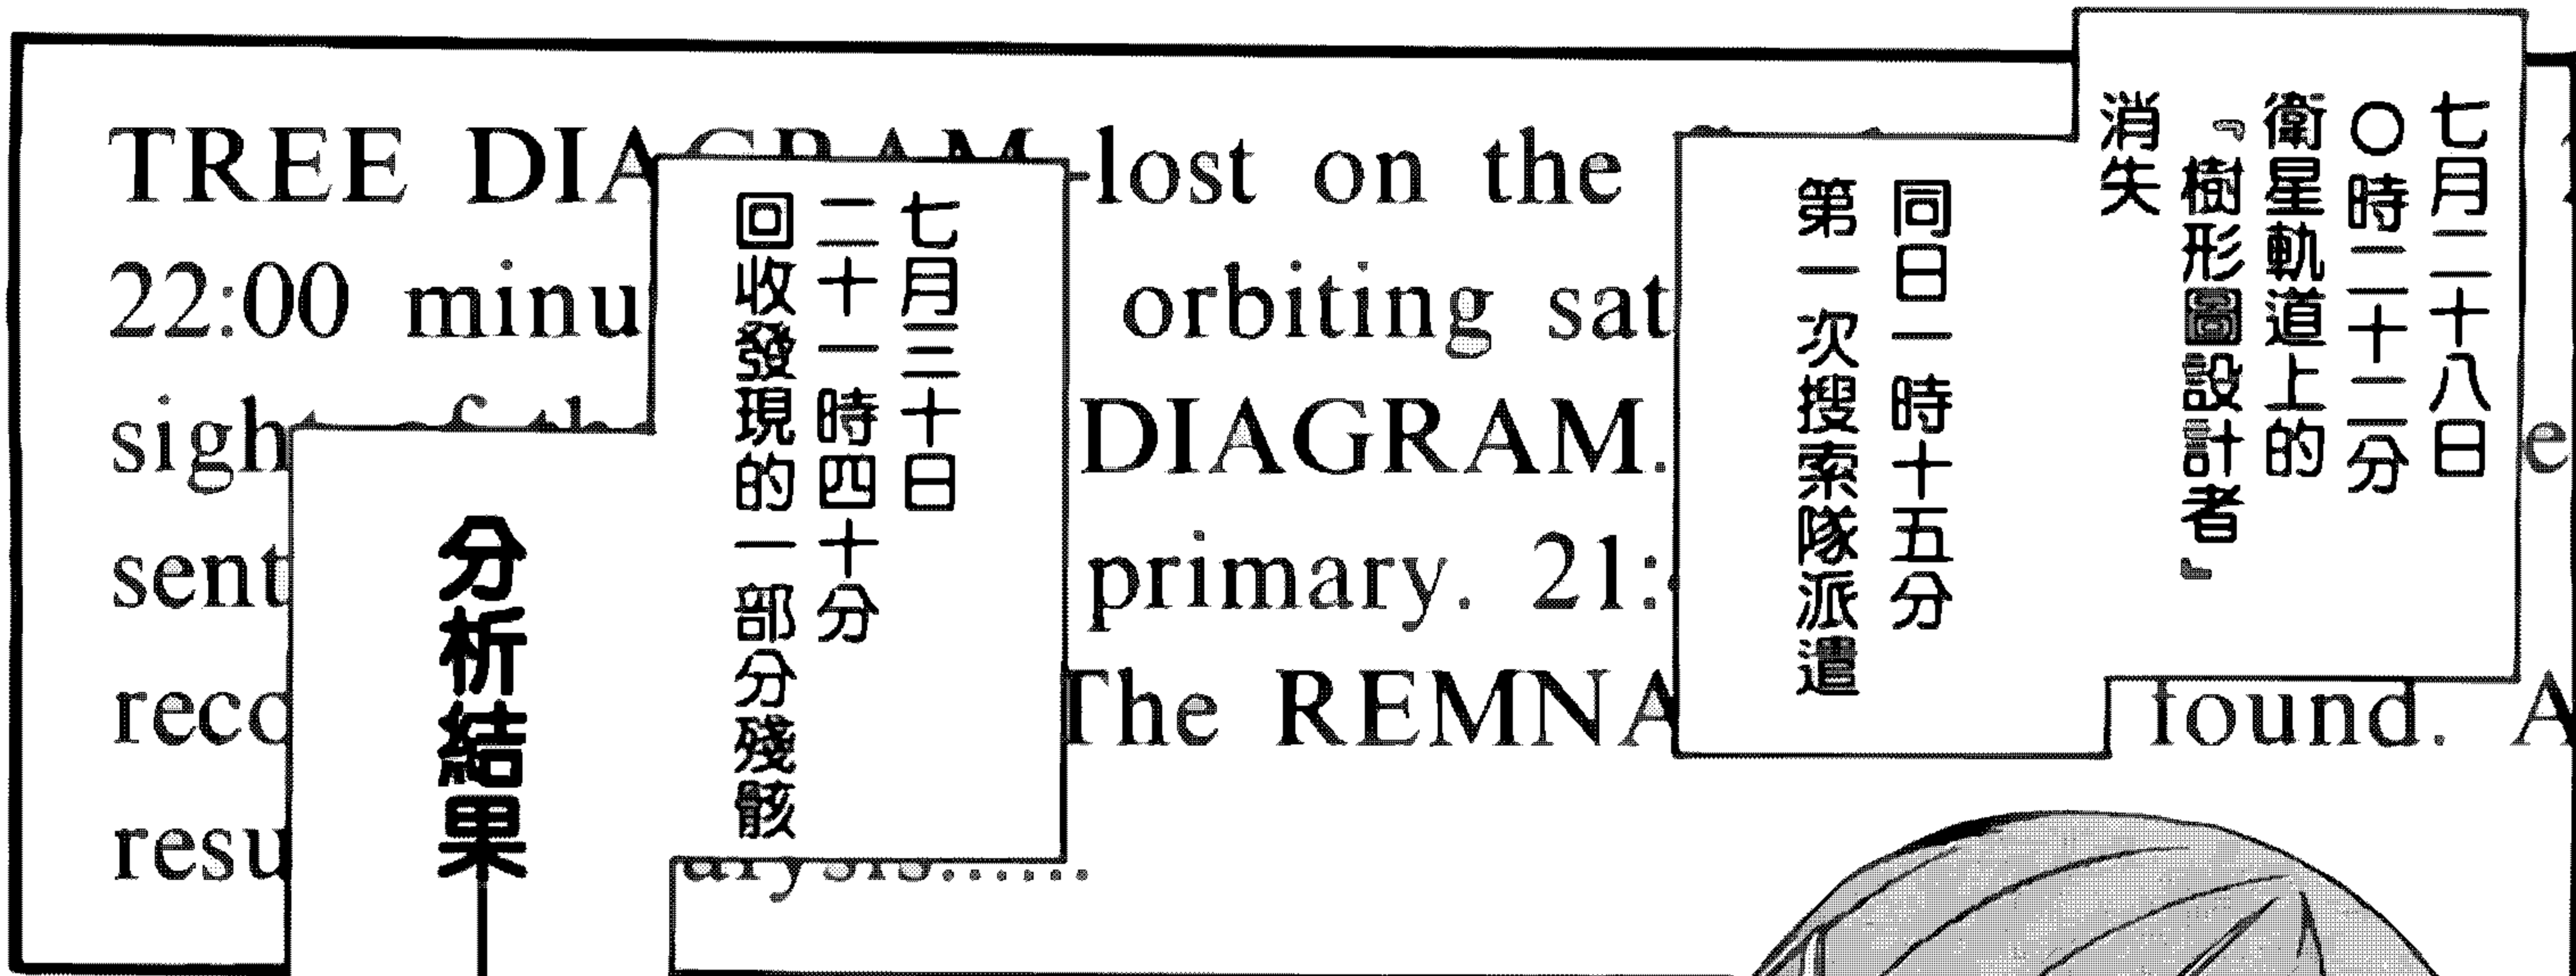 七月二十八日
〇時二十二分
衛星軌道上的
『樹形圖設計者』
消失
同日一時十五分
第一次搜索隊派遣
七月三十日
二十一時四十分
回收發現的一部分殘骸
分析結果—
TREE DIAGRAM-lost on the
22:00 minu orbiting sat
sigh DIAGRAM. e
sent primary. 21:
reco The REMNA found. A
resu alysis......